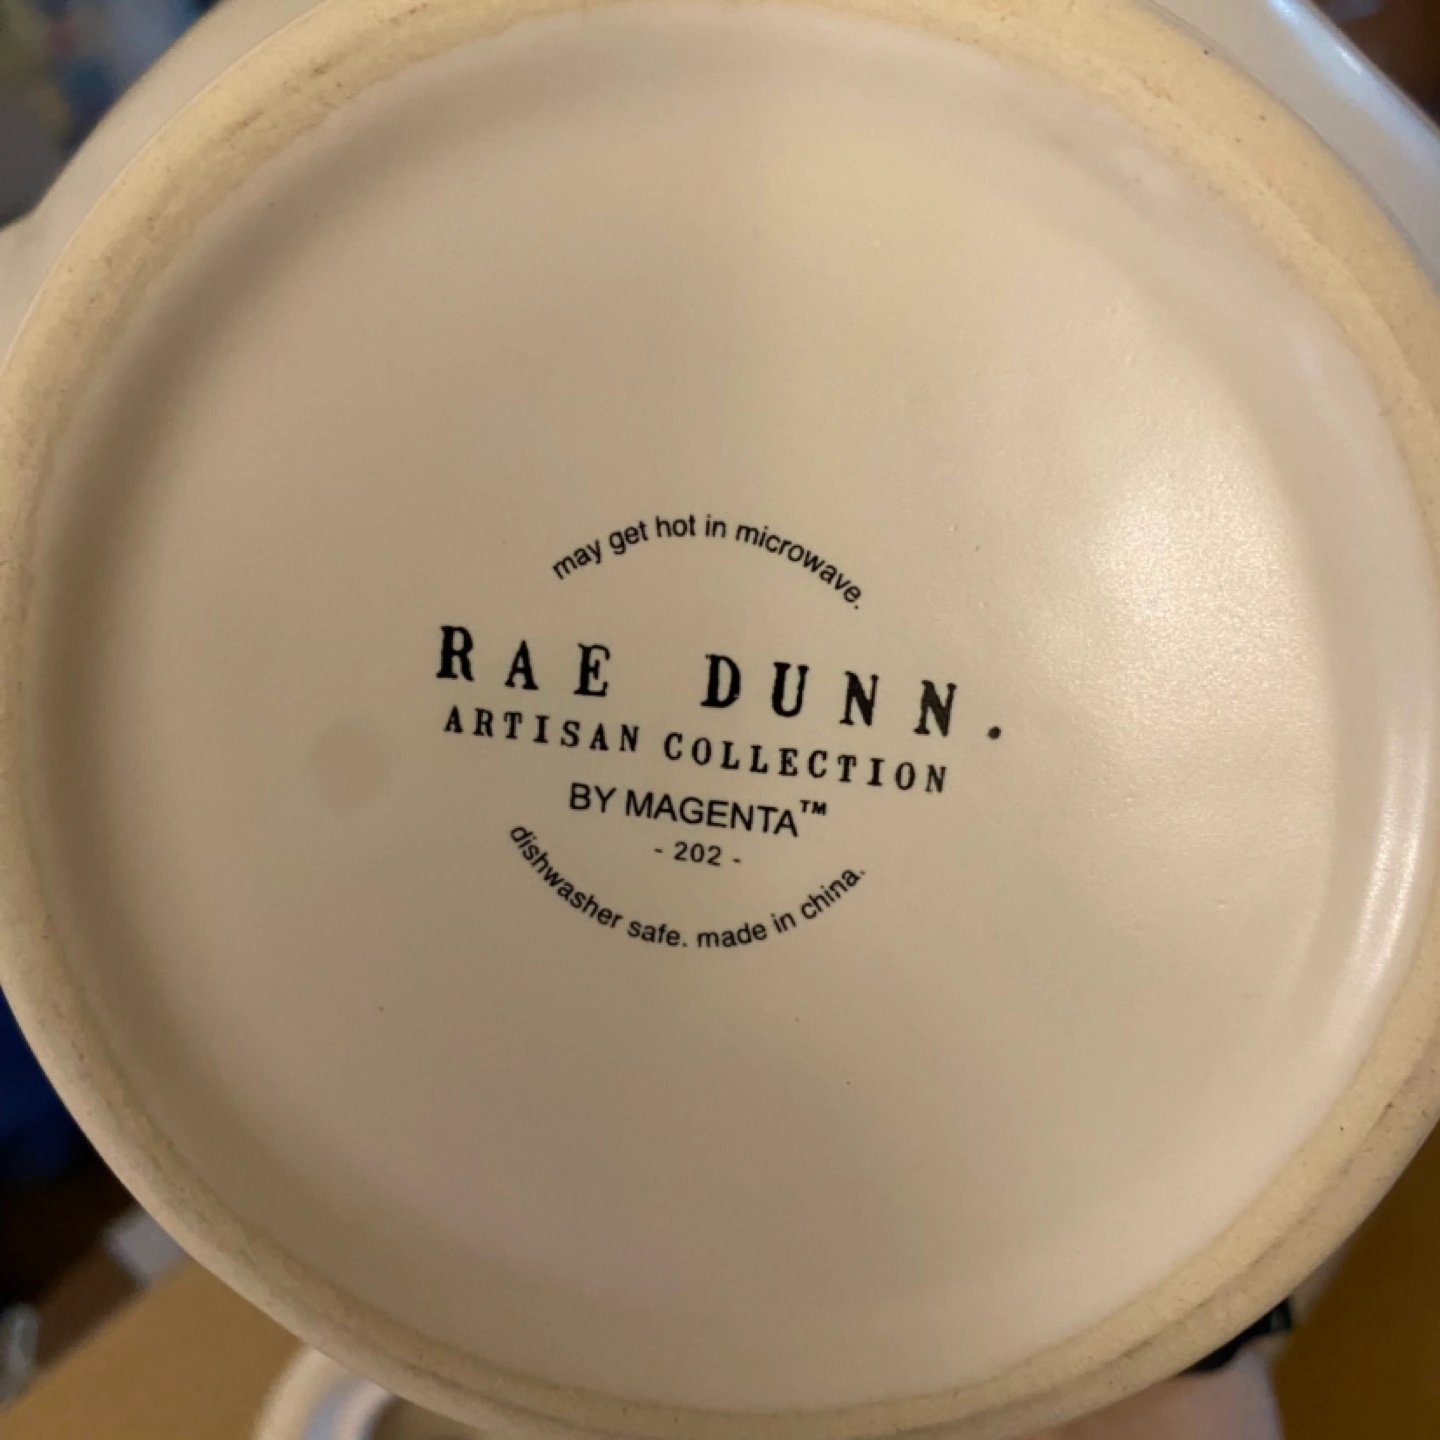 may get hot in microwave.
RAE DUNN.
ARTISAN COLLECTION
BY MAGENTA™
- 202 -
dishwasher safe. made in china.